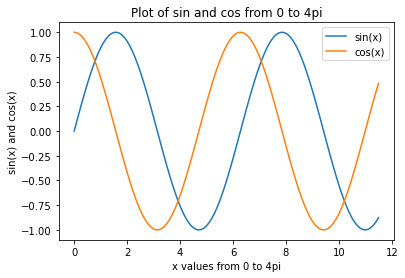 Plot of sin and cos from 0 to 4pi
sin(x)
cos(x)
1.00
0.75
0.50
0.25
0.00
−0.25
−0.50
−0.75
−1.00
sin(x) and cos(x)
0 2 4 6 8 10 12
x values from 0 to 4pi